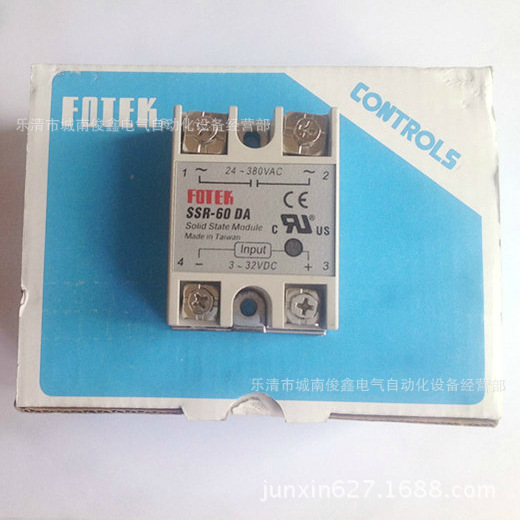 FOTEK
CONTROLS
乐清市城南俊鑫电气自动化设备经营部
1 ~ 24~380VAC ~ 2
FOTEK
SSR-60 DA
Solid State Module
Made in Taiwan
CE
c RU US
Input
4 − 3~32VDC + 3
乐清市城南俊鑫电气自动化设备经营部
junxin627.1688.com